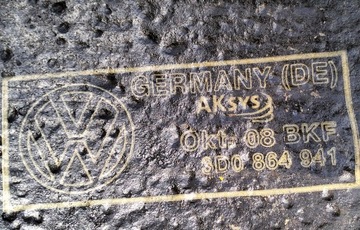 GERMANY (DE)
AKSYS
Okt- 08 BKF
3D0 864 941